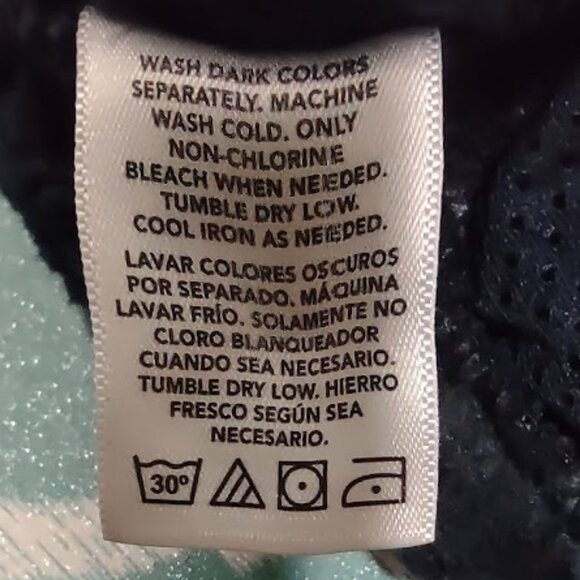 WASH DARK COLORS
SEPARATELY. MACHINE
WASH COLD. ONLY
NON-CHLORINE
BLEACH WHEN NEEDED.
TUMBLE DRY LOW.
COOL IRON AS NEEDED.
LAVAR COLORES OSCUROS
POR SEPARADO. MÁQUINA
LAVAR FRÍO. SOLAMENTE NO
CLORO BLANQUEADOR
CUANDO SEA NECESARIO.
TUMBLE DRY LOW. HIERRO
FRESCO SEGÚN SEA
NECESARIO.
30°